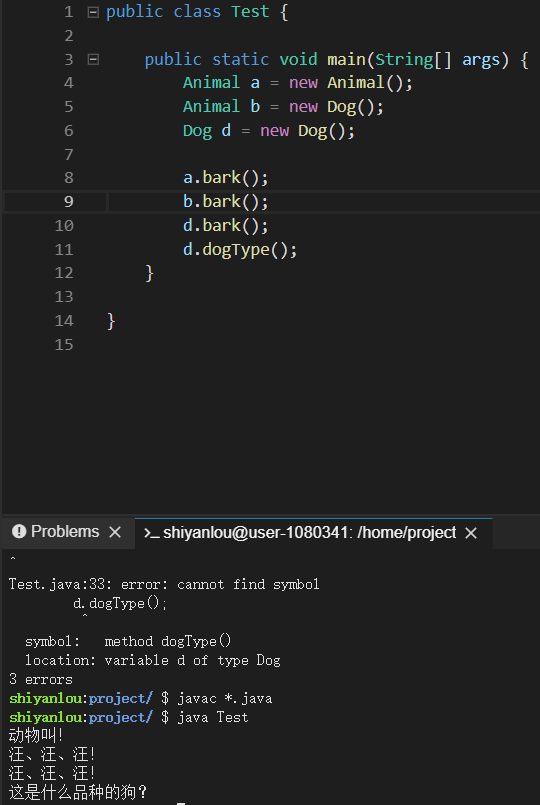 1 public class Test {
2
3 public static void main(String[] args) {
4 Animal a = new Animal();
5 Animal b = new Dog();
6 Dog d = new Dog();
7
8 a.bark();
9 b.bark();
10 d.bark();
11 d.dogType();
12 }
13
14 }
15
Problems >_ shiyanlou@user-1080341: /home/project
^
Test.java:33: error: cannot find symbol
d.dogType();
^
symbol: method dogType()
location: variable d of type Dog
3 errors
shiyanlou:project/ $ javac *.java
shiyanlou:project/ $ java Test
动物叫!
汪、汪、汪!
汪、汪、汪!
这是什么品种的狗?